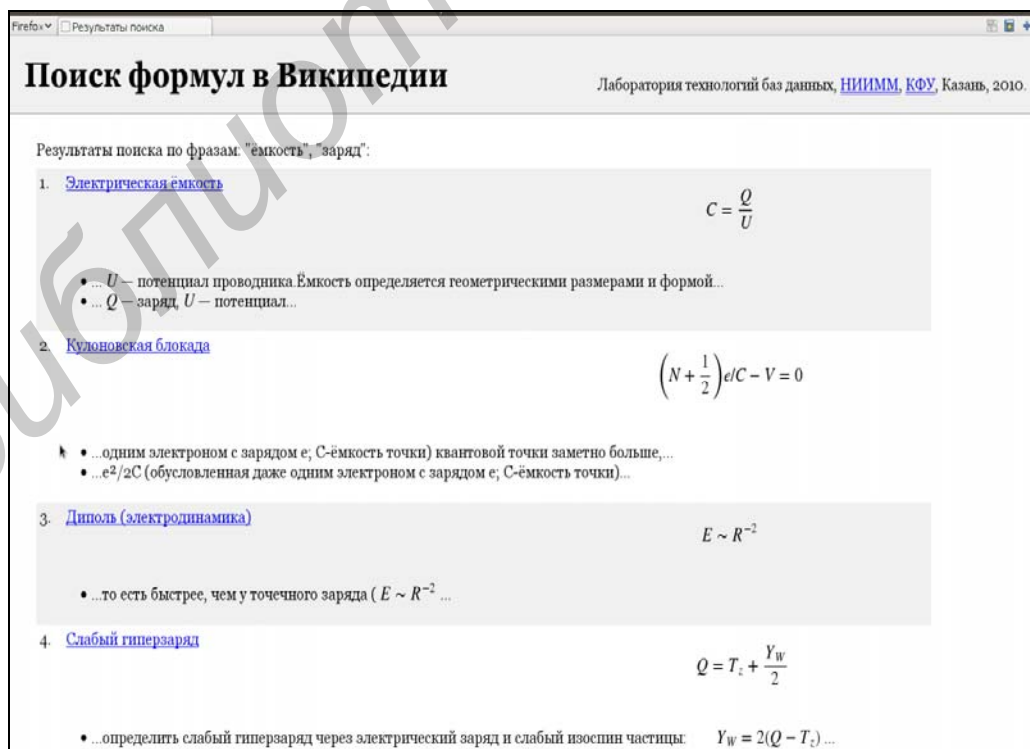 Firefox Результаты поиска
Поиск формул в Википедии
Лаборатория технологий баз данных, НИИММ, КФУ, Казань, 2010.
Результаты поиска по фразам: "ёмкость", "заряд":
1. Электрическая ёмкость
C = Q/U
• ... U — потенциал проводника.Ёмкость определяется геометрическими размерами и формой...
• ... Q — заряд, U — потенциал...
2. Кулоновская блокада
(N + 1/2)e/C − V = 0
• ...одним электроном с зарядом e; C-ёмкость точки) квантовой точки заметно больше,...
• ...e²/2C (обусловленная даже одним электроном с зарядом e; C-ёмкость точки)...
3. Диполь (электродинамика)
E ~ R⁻²
• ...то есть быстрее, чем у точечного заряда ( E ~ R⁻² ...
4. Слабый гиперзаряд
Q = T_z + Y_W/2
• ...определить слабый гиперзаряд через электрический заряд и слабый изоспин частицы: Y_W = 2(Q − T_z) ...